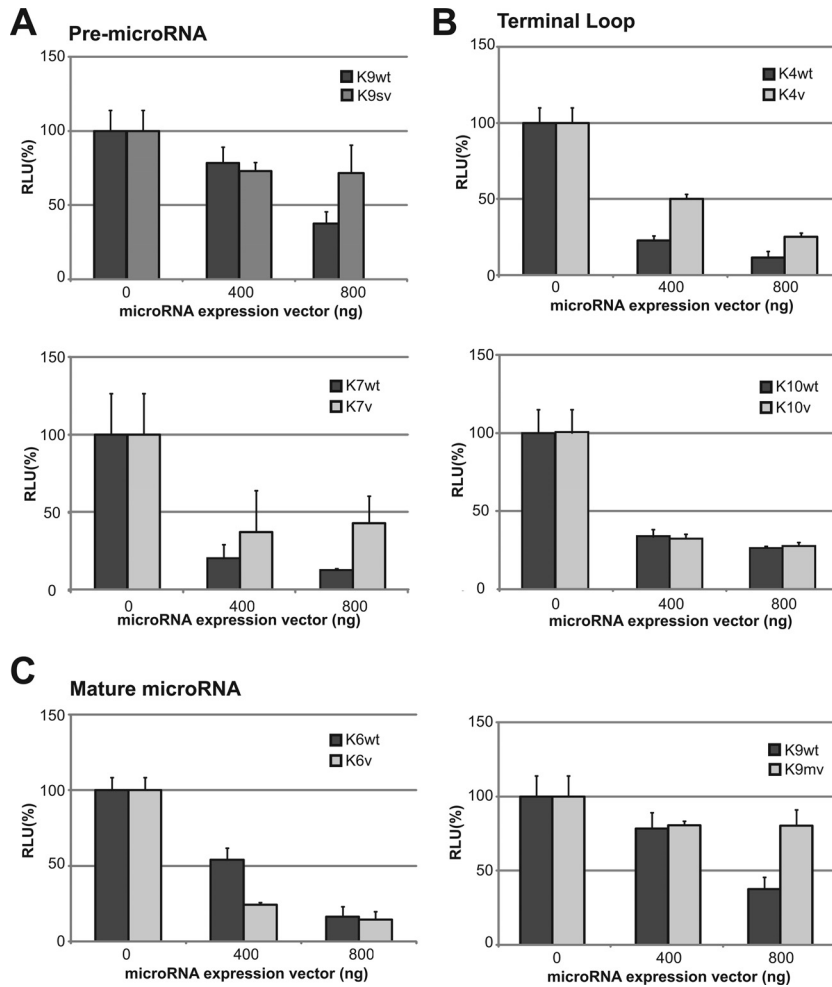 A
Pre-microRNA
150
100
50
0
RLU(%)
K9wt
K9sv
0 400 800
microRNA expression vector (ng)
150
100
50
0
RLU(%)
K7wt
K7v
0 400 800
microRNA expression vector (ng)
B
Terminal Loop
150
100
50
0
RLU(%)
K4wt
K4v
0 400 800
microRNA expression vector (ng)
150
100
50
0
RLU(%)
K10wt
K10v
0 400 800
microRNA expression vector (ng)
C
Mature microRNA
150
100
50
0
RLU(%)
K6wt
K6v
0 400 800
microRNA expression vector (ng)
150
100
50
0
RLU(%)
K9wt
K9mv
0 400 800
microRNA expression vector (ng)